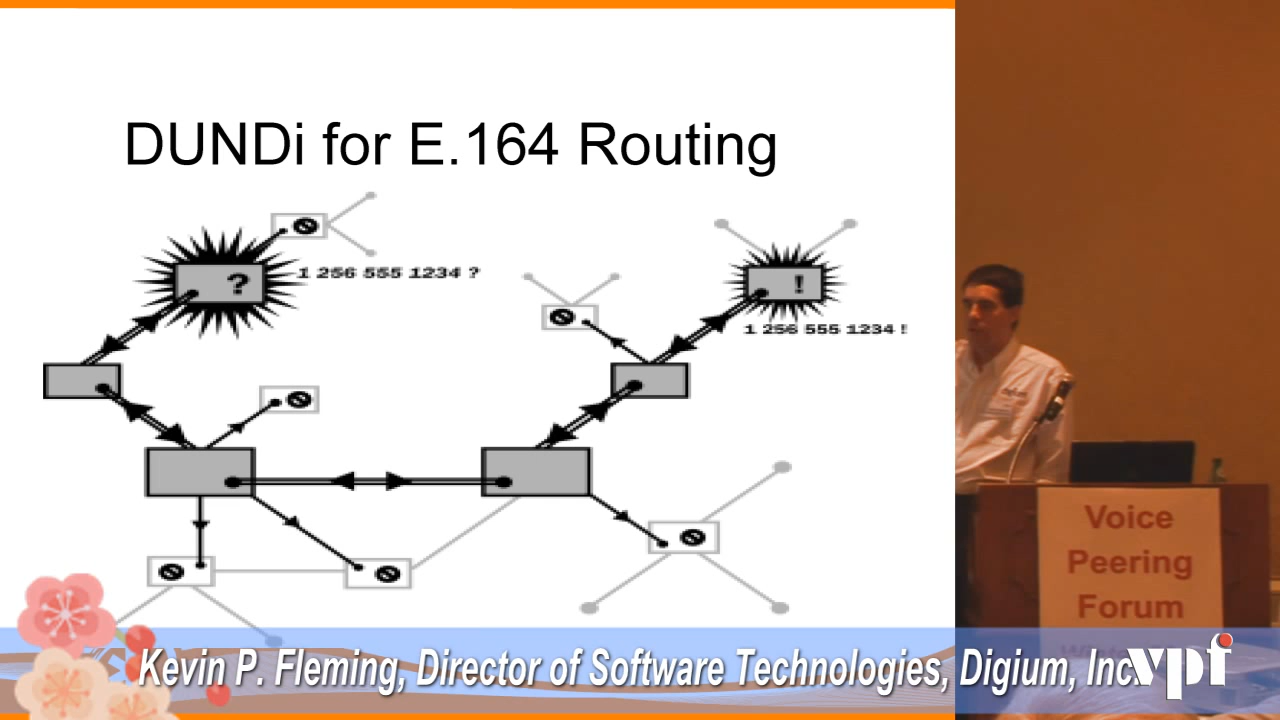 DUNDi for E.164 Routing
?
1 256 555 1234 ?
!
1 256 555 1234 !
Voice
Peering
Forum
Kevin P. Fleming, Director of Software Technologies, Digium, Inc.
vpf